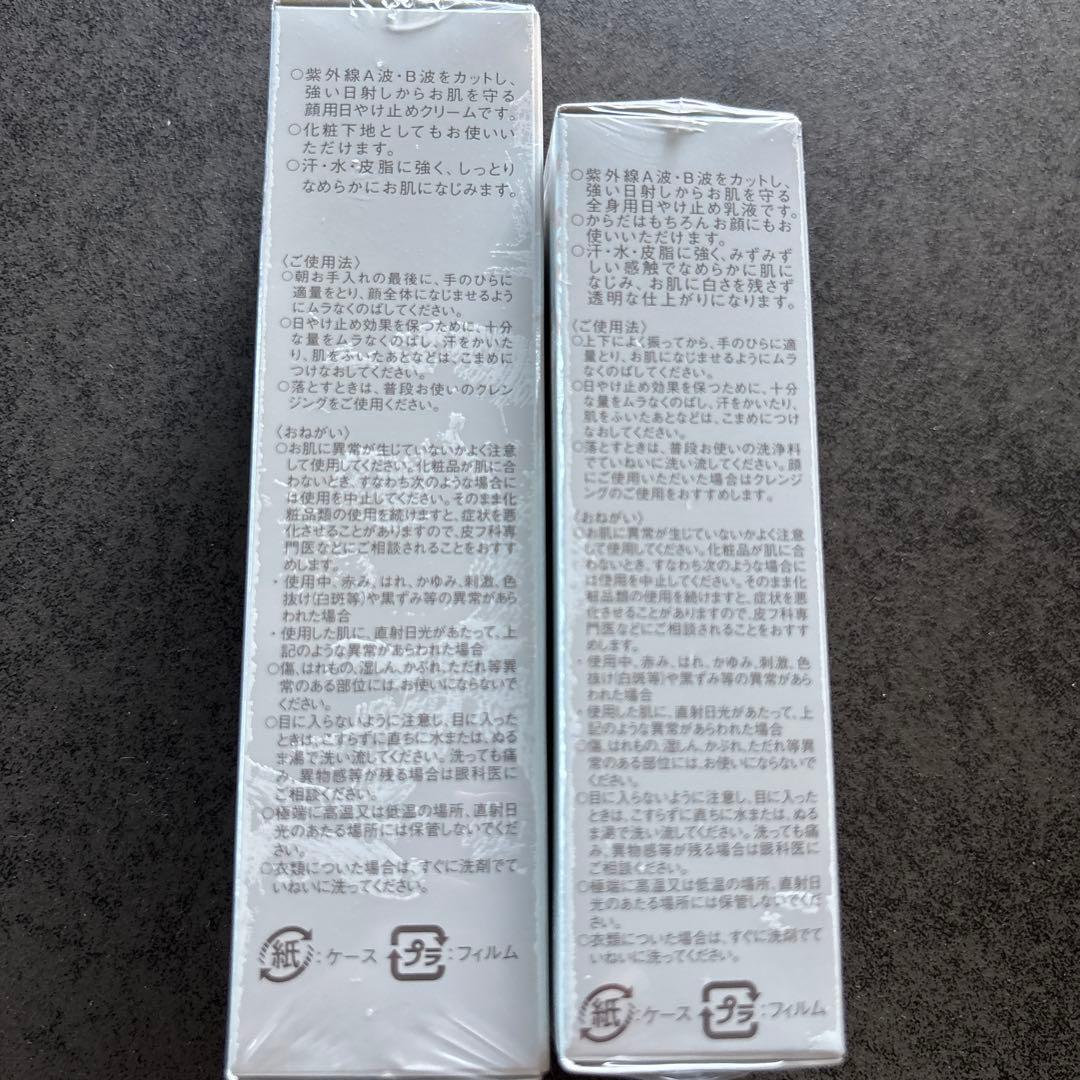 ○紫外線A波・B波をカットし、
強い日射しからお肌を守る
顔用日やけ止めクリームです。
○化粧下地としてもお使いい
ただけます。
○汗・水・皮脂に強く、しっとり
なめらかにお肌になじみます。
〈ご使用法〉
○朝お手入れの最後に、手のひらに
適量をとり、顔全体になじませるよう
にムラなくのばしてください。
○日やけ止め効果を保つために、十分
な量をムラなくのばし、汗をかいた
り、肌をふいたあとなどは、こまめに
つけなおしてください。
○落とすときは、普段お使いのクレン
ジングをご使用ください。
〈おねがい〉
○お肌に異常が生じていないかよく注意
して使用してください。化粧品が肌に合
わないとき、すなわち次のような場合に
は使用を中止してください。そのまま化
粧品類の使用を続けますと、症状を悪
化させることがありますので、皮フ科専
門医などにご相談されることをおすす
めします。
・使用中、赤み、はれ、かゆみ、刺激、色
抜け(白斑等)や黒ずみ等の異常があら
われた場合
・使用した肌に、直射日光があたって、上
記のような異常があらわれた場合
○傷、はれもの、湿しん、かぶれ、ただれ等異
常のある部位には、お使いにならないで
ください。
○目に入らないように注意し、目に入った
ときは、こすらずに直ちに水または、ぬる
ま湯で洗い流してください。洗っても痛
み、異物感等が残る場合は眼科医に
ご相談ください。
○極端に高温又は低温の場所、直射日
光のあたる場所には保管しないでくだ
さい。
○衣類についた場合は、すぐに洗剤でて
いねいに洗ってください。
紙:ケース プラ:フィルム
○紫外線A波・B波をカットし、
強い日射しからお肌を守る
全身用日やけ止め乳液です。
○からだはもちろんお顔にもお
使いいただけます。
○汗・水・皮脂に強く、みずみず
しい感触でなめらかに肌に
なじみ、お肌に白さを残さず
透明な仕上がりになります。
〈ご使用法〉
○上下によく振ってから、手のひらに適
量とり、お肌になじませるようにムラ
なくのばしてください。
○日やけ止め効果を保つために、十分
な量をムラなくのばし、汗をかいたり、
肌をふいたあとなどは、こまめにつけ
なおしてください。
○落とすときは、普段お使いの洗浄料
でていねいに洗い流してください。顔
にご使用いただいた場合はクレンジ
ングのご使用をおすすめします。
〈おねがい〉
○お肌に異常が生じていないかよく注意
して使用してください。化粧品が肌に合
わないとき、すなわち次のような場合に
は使用を中止してください。そのまま化
粧品類の使用を続けますと、症状を悪
化させることがありますので、皮フ科専
門医などにご相談されることをおすす
めします。
・使用中、赤み、はれ、かゆみ、刺激、色
抜け(白斑等)や黒ずみ等の異常があら
われた場合
・使用した肌に、直射日光があたって、上
記のような異常があらわれた場合
○傷、はれもの、湿しん、かぶれ、ただれ等異
常のある部位には、お使いにならないで
ください。
○目に入らないように注意し、目に入った
ときは、こすらずに直ちに水または、ぬる
ま湯で洗い流してください。洗っても痛
み、異物感等が残る場合は眼科医に
ご相談ください。
○極端に高温又は低温の場所、直射日
光のあたる場所には保管しないでくだ
さい。
○衣類についた場合は、すぐに洗剤でて
いねいに洗ってください。
紙:ケース プラ:フィルム